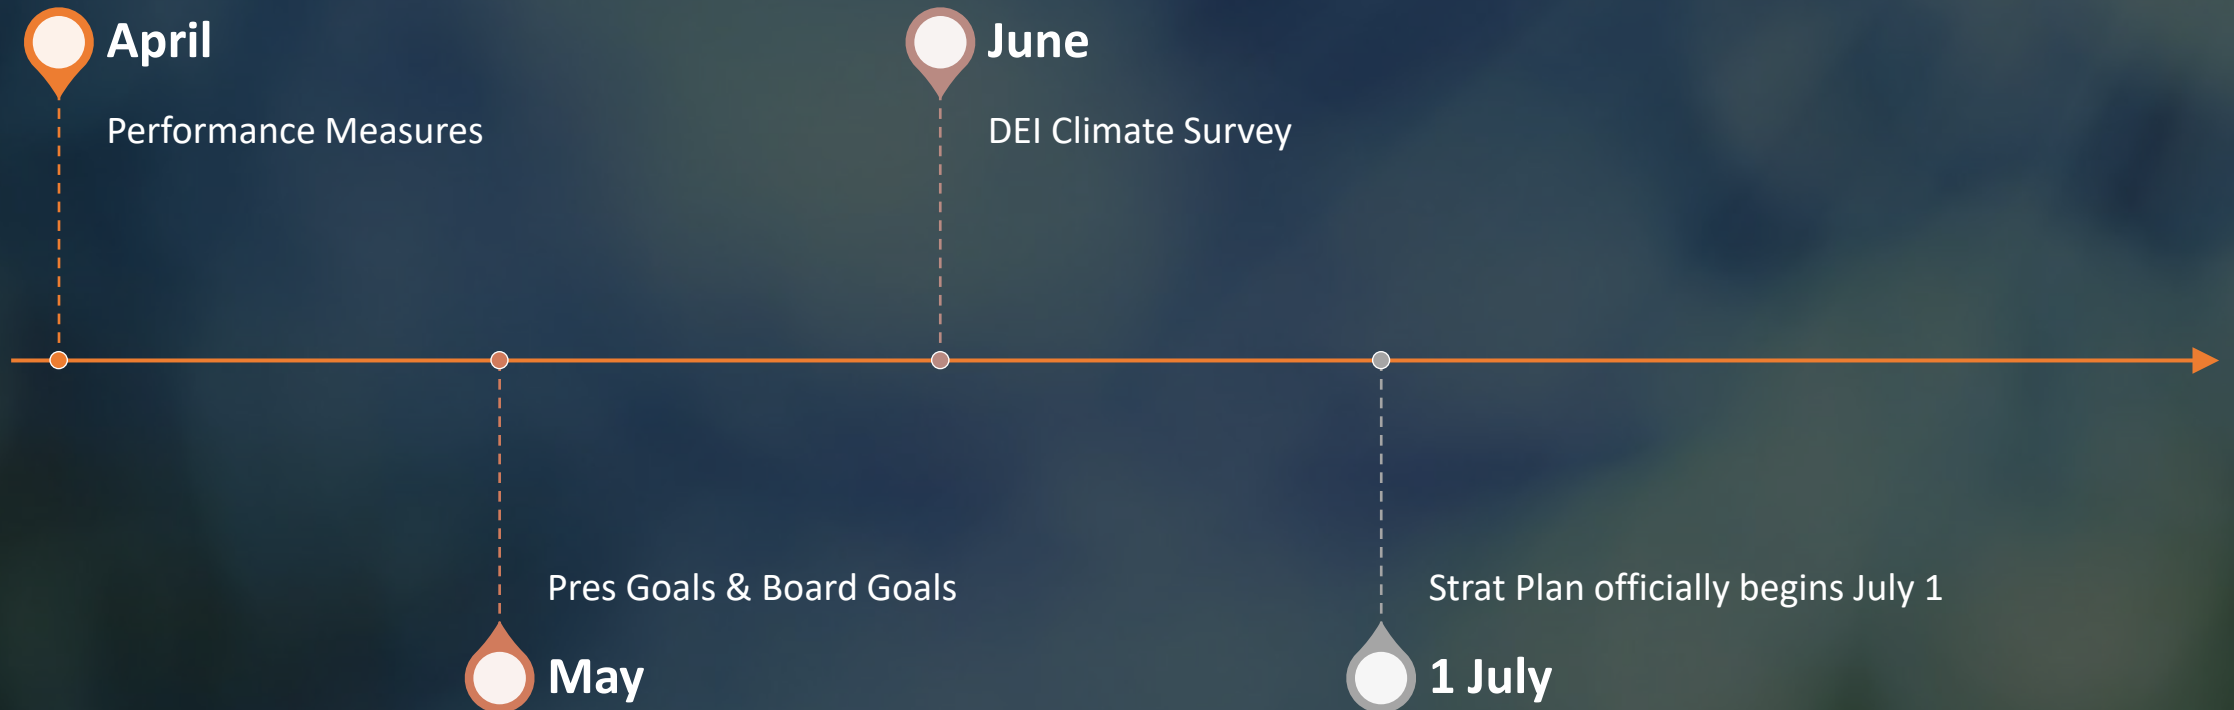 April
Performance Measures
Pres Goals & Board Goals
May
June
DEI Climate Survey
Strat Plan officially begins July 1
1 July